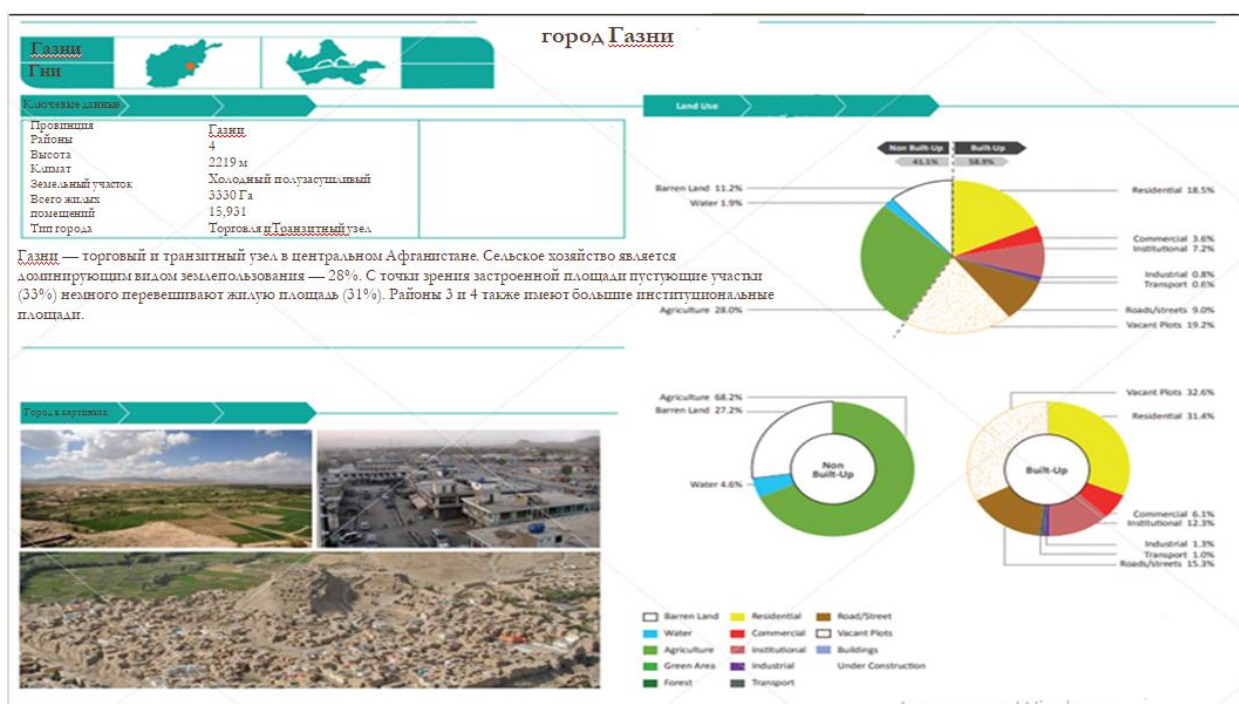 город Газни
Газни
Гни
Ключевые данные
Провинция
Газни
Районы
4
Высота
2219 м
Климат
Холодный полузасушливый
Земельный участок
3330 Га
Всего жилых
помещений
15,931
Тип города
Торговля и Транзитный узел
Газни — торговый и транзитный узел в центральном Афганистане. Сельское хозяйство является
доминирующим видом землепользования — 28%. С точки зрения застроенной площади пустующие участки
(33%) немного перевешивают жилую площадь (31%). Районы 3 и 4 также имеют большие институциональные
площади.
Город в картинках
Land Use
Non Built-Up
Built-Up
41.1%
58.9%
Barren Land 11.2%
Water 1.9%
Agriculture 28.0%
Residential 18.5%
Commercial 3.6%
Institutional 7.2%
Industrial 0.8%
Transport 0.6%
Roads/streets 9.0%
Vacant Plots 19.2%
Agriculture 68.2%
Barren Land 27.2%
Water 4.6%
Non
Built-Up
Vacant Plots 32.6%
Residential 31.4%
Built-Up
Commercial 6.1%
Institutional 12.3%
Industrial 1.3%
Transport 1.0%
Roads/streets 15.3%
Barren Land
Residential
Road/Street
Water
Commercial
Vacant Plots
Agriculture
Institutional
Buildings
Green Area
Industrial
Under Construction
Forest
Transport